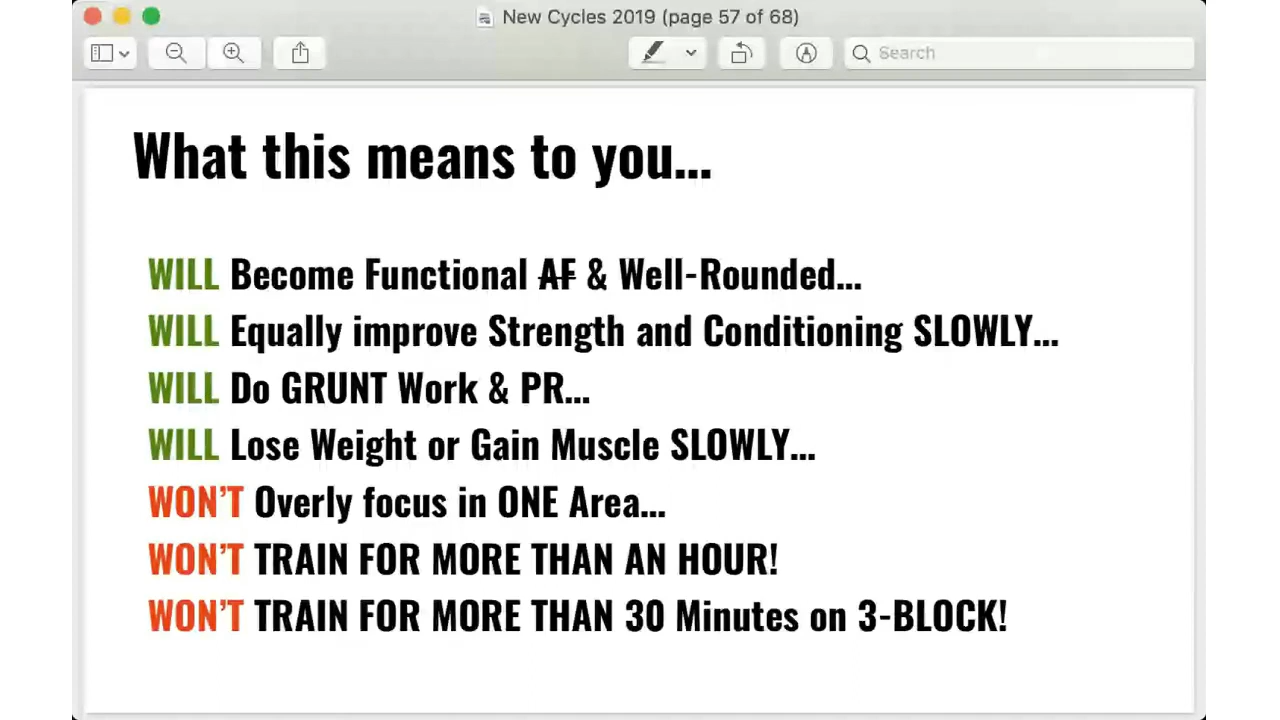 New Cycles 2019 (page 57 of 68)
Search
What this means to you...
WILL Become Functional AF & Well-Rounded...
WILL Equally improve Strength and Conditioning SLOWLY...
WILL Do GRUNT Work & PR...
WILL Lose Weight or Gain Muscle SLOWLY...
WON'T Overly focus in ONE Area...
WON'T TRAIN FOR MORE THAN AN HOUR!
WON'T TRAIN FOR MORE THAN 30 Minutes on 3-BLOCK!